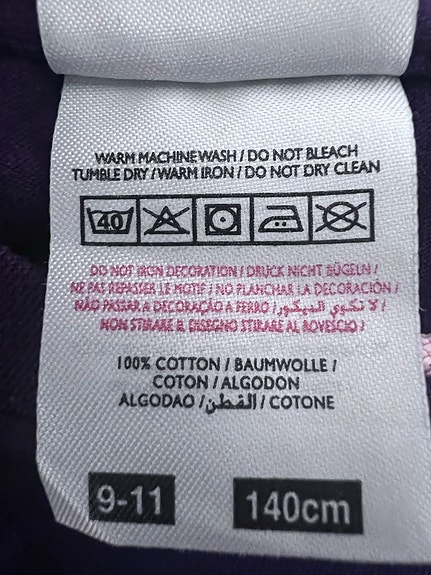 WARM MACHINE WASH / DO NOT BLEACH
TUMBLE DRY / WARM IRON / DO NOT DRY CLEAN
40
DO NOT IRON DECORATION / DRUCK NICHT BÜGELN /
NE PAS REPASSER LE MOTIF / NO PLANCHAR LA DECORACIÓN /
NÃO PASSAR A DECORAÇÃO A FERRO / لا تكوي الديكور /
NON STIRARE IL DISEGNO STIRARE AL ROVESCIO /
100% COTTON / BAUMWOLLE /
COTON / ALGODON
ALGODAO / القطن / COTONE
9-11
140cm